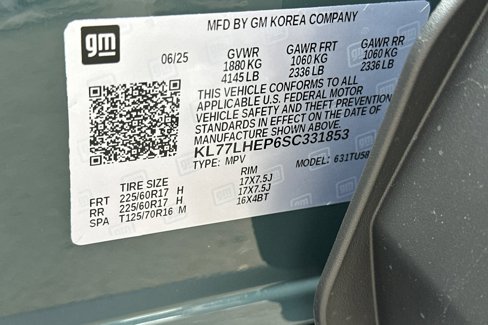 MFD BY GM KOREA COMPANY
gm
06/25 GVWR GAWR FRT GAWR RR
1880 KG 1060 KG 1060 KG
4145 LB 2336 LB 2336 LB
THIS VEHICLE CONFORMS TO ALL
APPLICABLE U.S. FEDERAL MOTOR
VEHICLE SAFETY AND THEFT PREVENTION
STANDARDS IN EFFECT ON THE DATE OF
MANUFACTURE SHOWN ABOVE.
KL77LHEP6SC331853
TYPE: MPV MODEL: 631TU58
TIRE SIZE RIM
FRT 225/60R17 H 17X7.5J
RR 225/60R17 H 17X7.5J
SPA T125/70R16 M 16X4BT